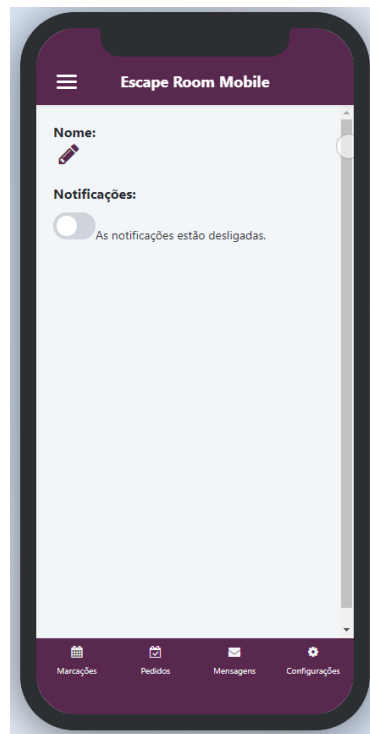 Escape Room Mobile
Nome:
Notificações:
As notificações estão desligadas.
Marcações
Pedidos
Mensagens
Configurações